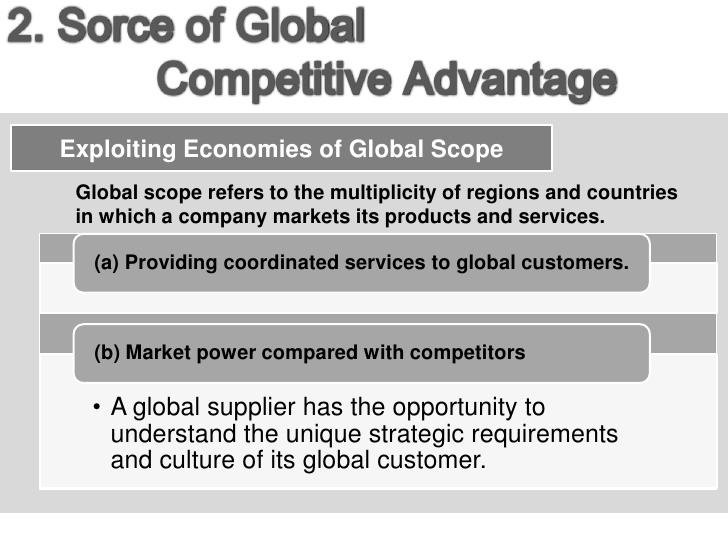 2. Sorce of Global
Competitive Advantage
Exploiting Economies of Global Scope
Global scope refers to the multiplicity of regions and countries
in which a company markets its products and services.
(a) Providing coordinated services to global customers.
(b) Market power compared with competitors
• A global supplier has the opportunity to
understand the unique strategic requirements
and culture of its global customer.